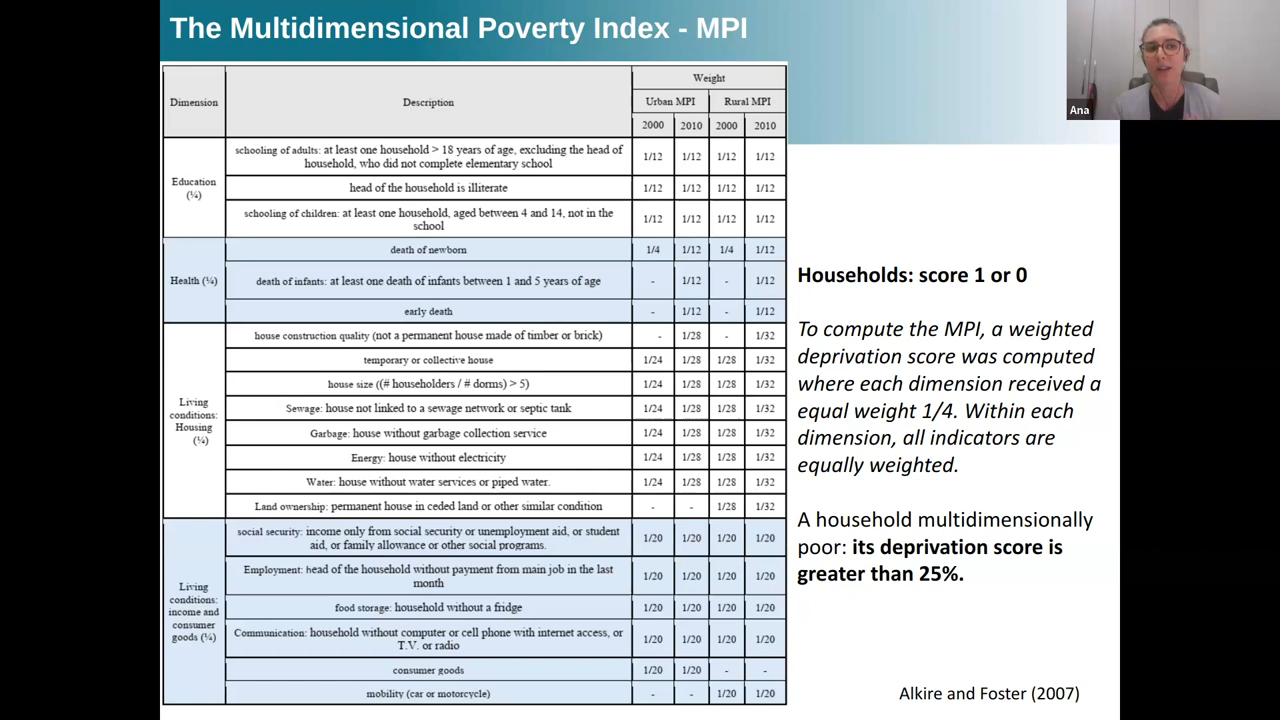 The Multidimensional Poverty Index - MPI
Ana
Dimension Description Weight
Urban MPI Rural MPI
2000 2010 2000 2010
Education (¼)
schooling of adults: at least one household > 18 years of age, excluding the head of
household, who did not complete elementary school 1/12 1/12 1/12 1/12
head of the household is illiterate 1/12 1/12 1/12 1/12
schooling of children: at least one household, aged between 4 and 14, not in the
school 1/12 1/12 1/12 1/12
Health (¼)
death of newborn 1/4 1/12 1/4 1/12
death of infants: at least one death of infants between 1 and 5 years of age - 1/12 - 1/12
early death - 1/12 - 1/12
Living
conditions:
Housing
(¼)
house construction quality (not a permanent house made of timber or brick) - 1/28 - 1/32
temporary or collective house 1/24 1/28 1/28 1/32
house size ((# householders / # dorms) > 5) 1/24 1/28 1/28 1/32
Sewage: house not linked to a sewage network or septic tank 1/24 1/28 1/28 1/32
Garbage: house without garbage collection service 1/24 1/28 1/28 1/32
Energy: house without electricity 1/24 1/28 1/28 1/32
Water: house without water services or piped water. 1/24 1/28 1/28 1/32
Land ownership: permanent house in ceded land or other similar condition - - 1/28 1/32
Living
conditions:
income and
consumer
goods (¼)
social security: income only from social security or unemployment aid, or student
aid, or family allowance or other social programs. 1/20 1/20 1/20 1/20
Employment: head of the household without payment from main job in the last
month 1/20 1/20 1/20 1/20
food storage: household without a fridge 1/20 1/20 1/20 1/20
Communication: household without computer or cell phone with internet access, or
T.V. or radio 1/20 1/20 1/20 1/20
consumer goods 1/20 1/20 - -
mobility (car or motorcycle) - - 1/20 1/20
Households: score 1 or 0
To compute the MPI, a weighted
deprivation score was computed
where each dimension received a
equal weight 1/4. Within each
dimension, all indicators are
equally weighted.
A household multidimensionally
poor: its deprivation score is
greater than 25%.
Alkire and Foster (2007)